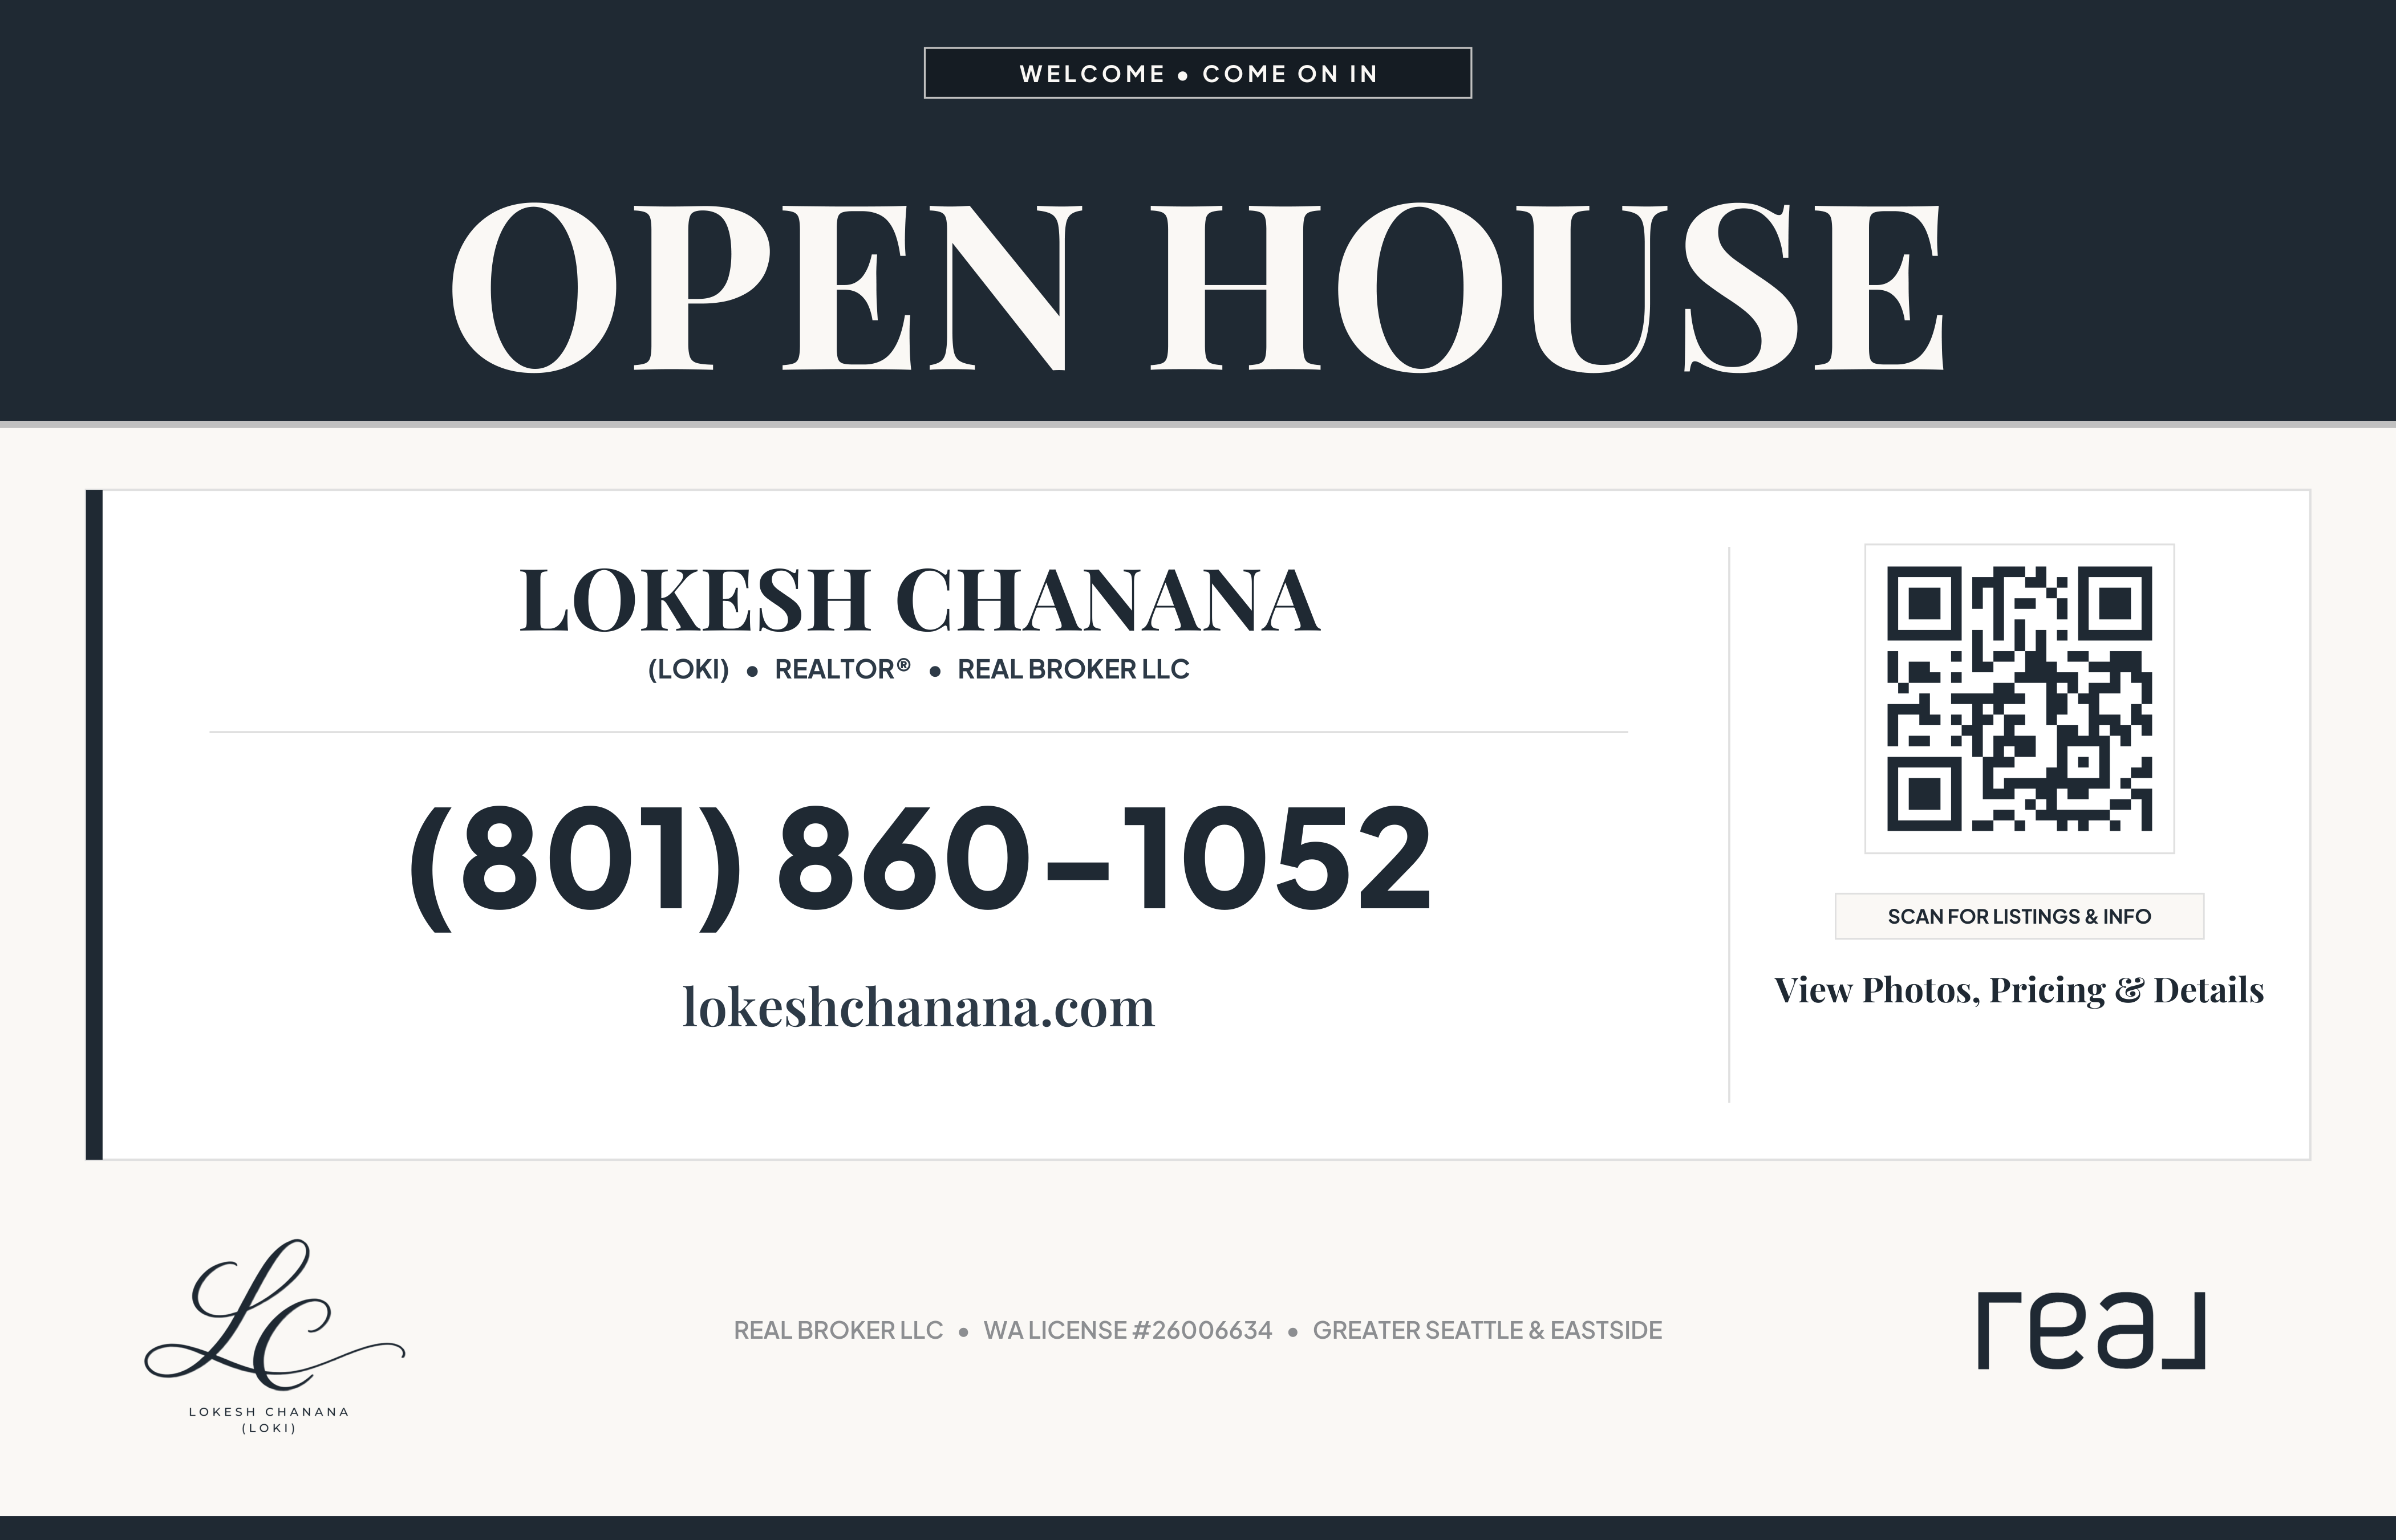 WELCOME • COME ON IN
OPEN HOUSE
LOKESH CHANANA
(LOKI) • REALTOR® • REAL BROKER LLC
(801) 860-1052
lokeshchanana.com
SCAN FOR LISTINGS & INFO
View Photos, Pricing & Details
LC
LOKESH CHANANA
(LOKI)
REAL BROKER LLC • WA LICENSE #26006634 • GREATER SEATTLE & EASTSIDE
real